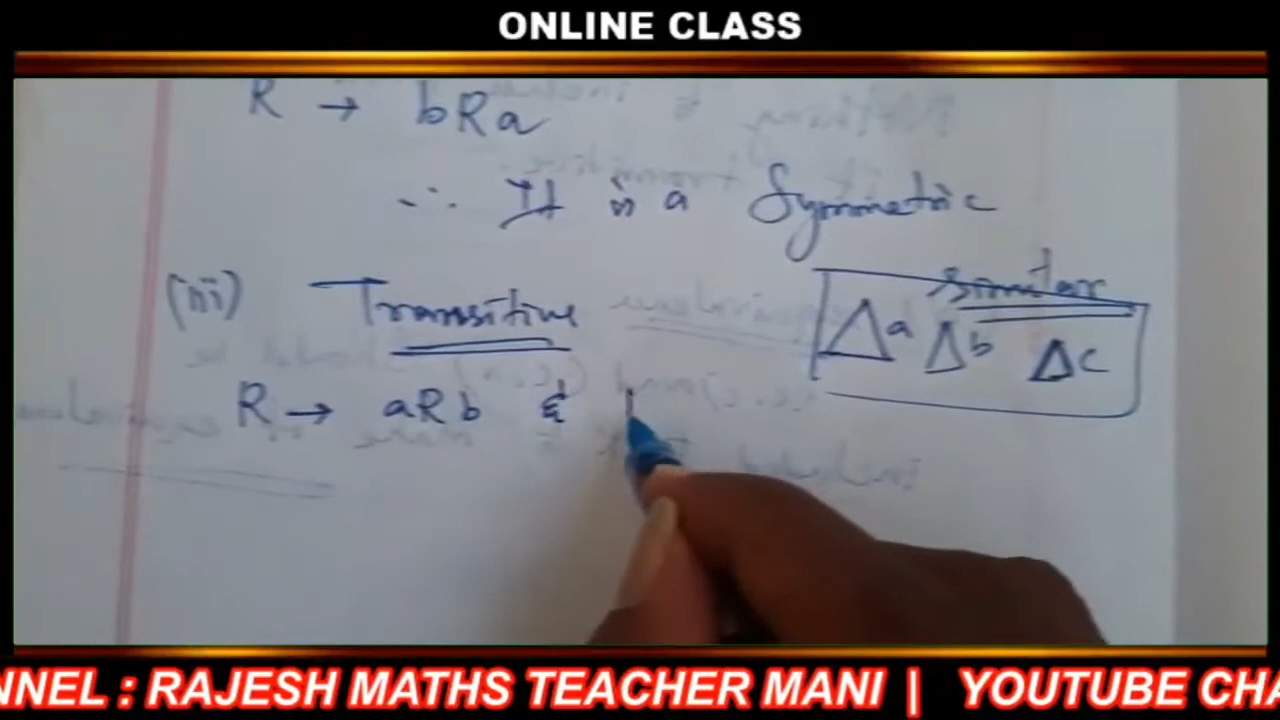 ONLINE CLASS
R → bRa
∴ It is a Symmetric
(iii) Transitive
similar
Δa Δb Δc
R → aRb &
NNEL : RAJESH MATHS TEACHER MANI | YOUTUBE CHA